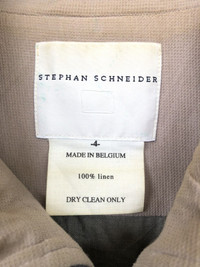 STEPHAN SCHNEIDER
-4-
MADE IN BELGIUM
100% linen
DRY CLEAN ONLY